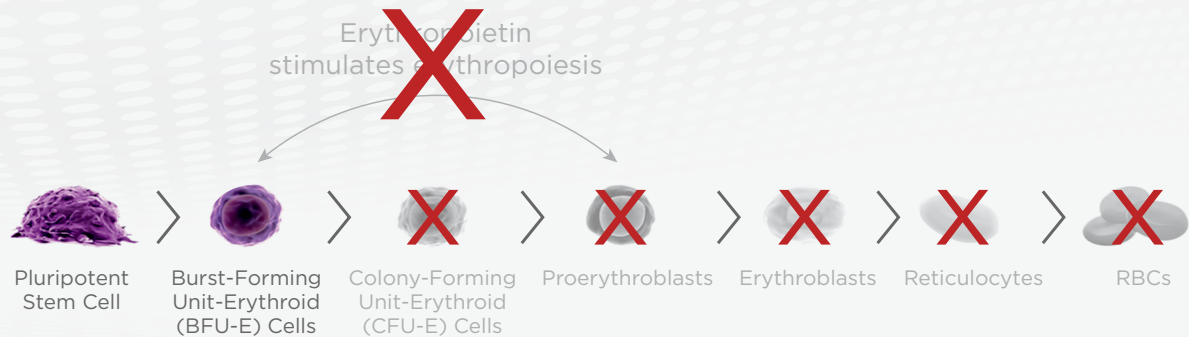 Erythropoietin
stimulates erythropoiesis
Pluripotent
Stem Cell
Burst-Forming
Unit-Erythroid
(BFU-E) Cells
Colony-Forming
Unit-Erythroid
(CFU-E) Cells
Proerythroblasts
Erythroblasts
Reticulocytes
RBCs